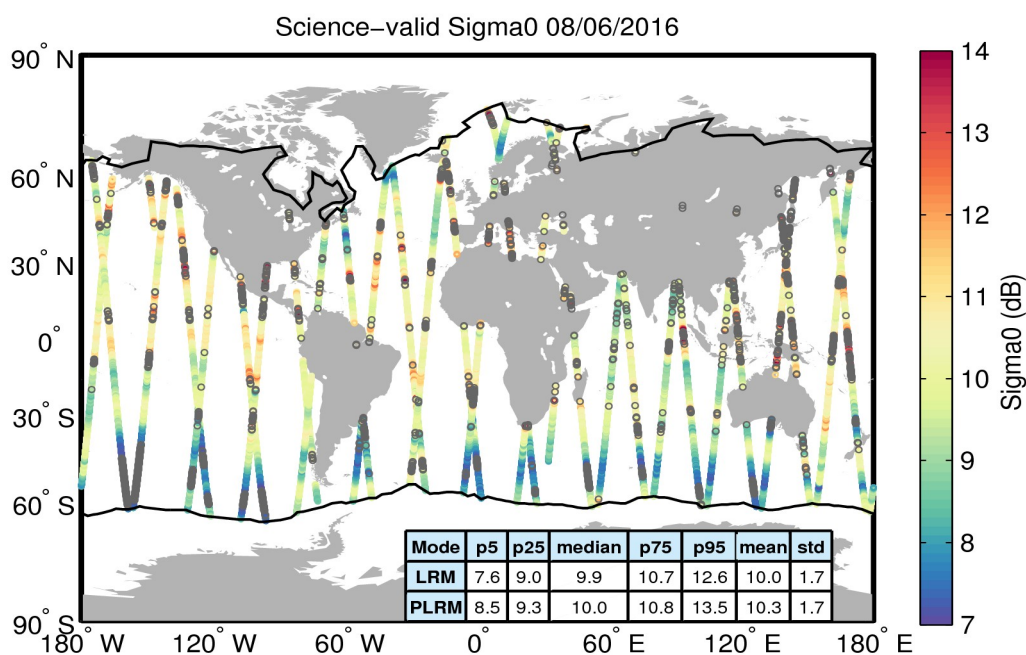 Science−valid Sigma0 08/06/2016
90° N
60° N
30° N
0°
30° S
60° S
90° S
180° W
120° W
60° W
0°
60° E
120° E
180° E
14
13
12
11
10
9
8
7
Sigma0 (dB)
Mode p5 p25 median p75 p95 mean std
LRM 7.6 9.0 9.9 10.7 12.6 10.0 1.7
PLRM 8.5 9.3 10.0 10.8 13.5 10.3 1.7